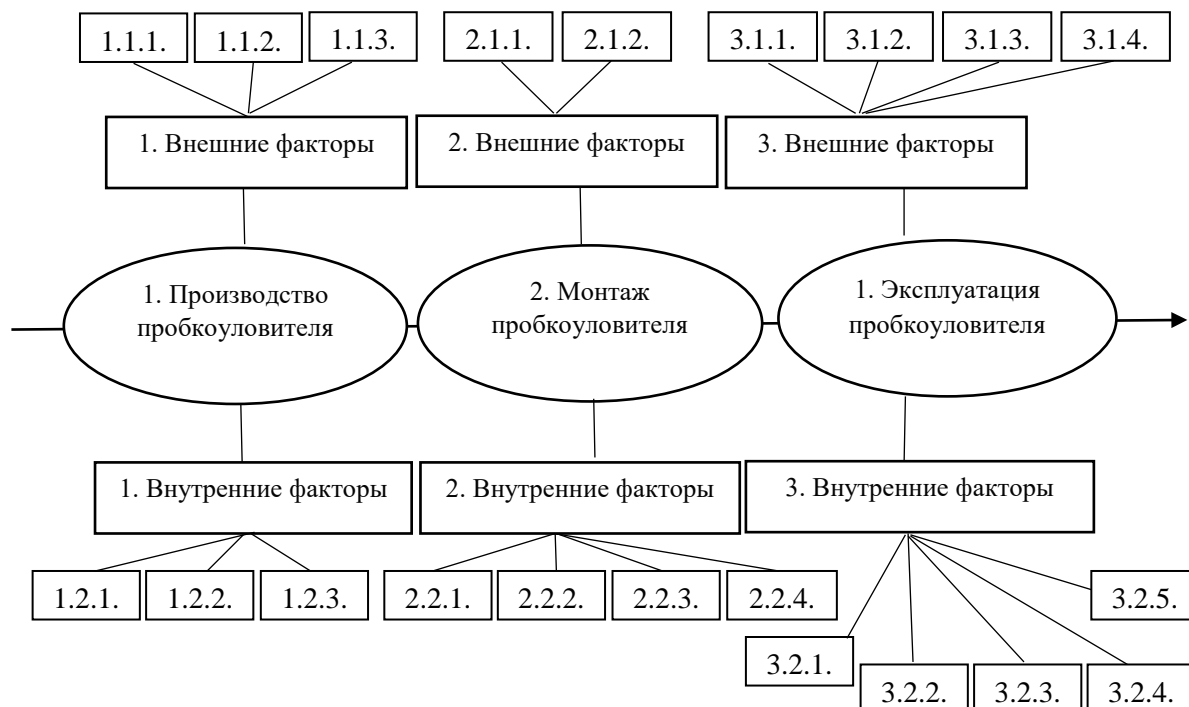 1.1.1.
1.1.2.
1.1.3.
2.1.1.
2.1.2.
3.1.1.
3.1.2.
3.1.3.
3.1.4.
1. Внешние факторы
2. Внешние факторы
3. Внешние факторы
1. Производство
пробкоуловителя
2. Монтаж
пробкоуловителя
1. Эксплуатация
пробкоуловителя
1. Внутренние факторы
2. Внутренние факторы
3. Внутренние факторы
1.2.1.
1.2.2.
1.2.3.
2.2.1.
2.2.2.
2.2.3.
2.2.4.
3.2.5.
3.2.1.
3.2.2.
3.2.3.
3.2.4.